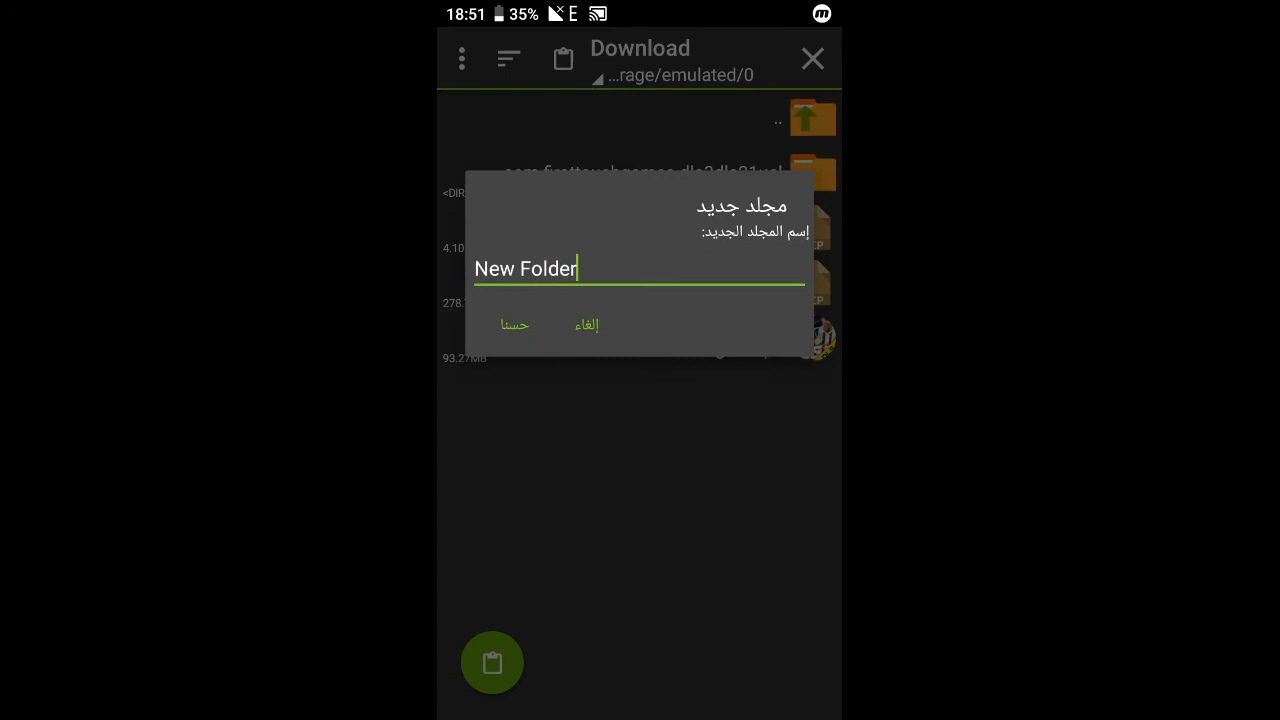 18:51 35% E
Download
...rage/emulated/0
..
<DIR
مجلد جديد
إسم المجلد الجديد:
4.10
New Folder
278.
حسنا إلغاء
93.27MB